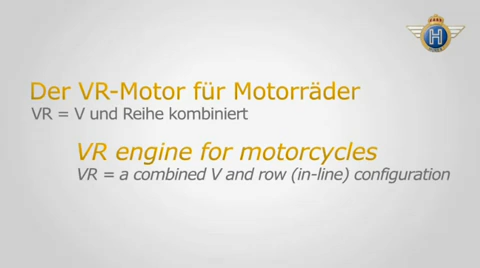 H
Der VR-Motor für Motorräder
VR = V und Reihe kombiniert
VR engine for motorcycles
VR = a combined V and row (in-line) configuration